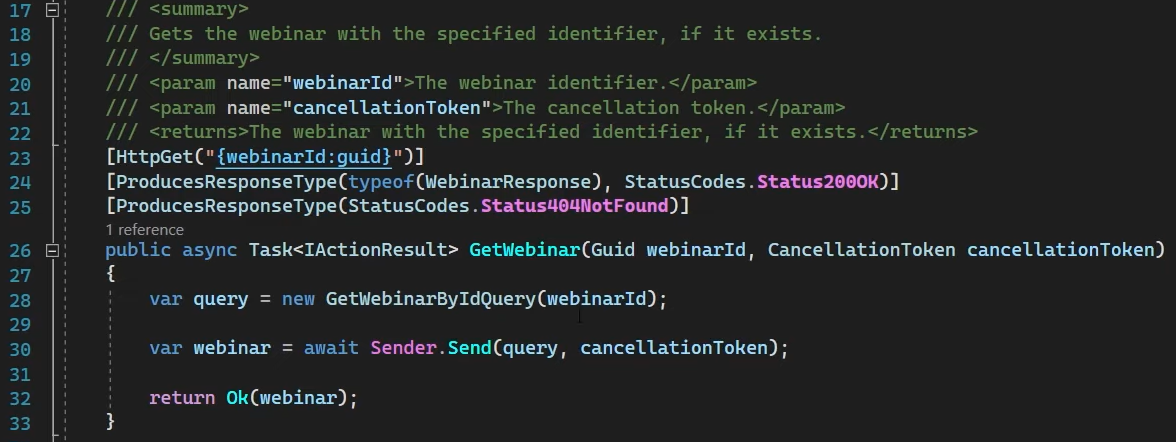 17 /// <summary>
18 /// Gets the webinar with the specified identifier, if it exists.
19 /// </summary>
20 /// <param name="webinarId">The webinar identifier.</param>
21 /// <param name="cancellationToken">The cancellation token.</param>
22 /// <returns>The webinar with the specified identifier, if it exists.</returns>
23 [HttpGet("{webinarId:guid}")]
24 [ProducesResponseType(typeof(WebinarResponse), StatusCodes.Status200OK)]
25 [ProducesResponseType(StatusCodes.Status404NotFound)]
1 reference
26 public async Task<IActionResult> GetWebinar(Guid webinarId, CancellationToken cancellationToken)
27 {
28 var query = new GetWebinarByIdQuery(webinarId);
29
30 var webinar = await Sender.Send(query, cancellationToken);
31
32 return Ok(webinar);
33 }